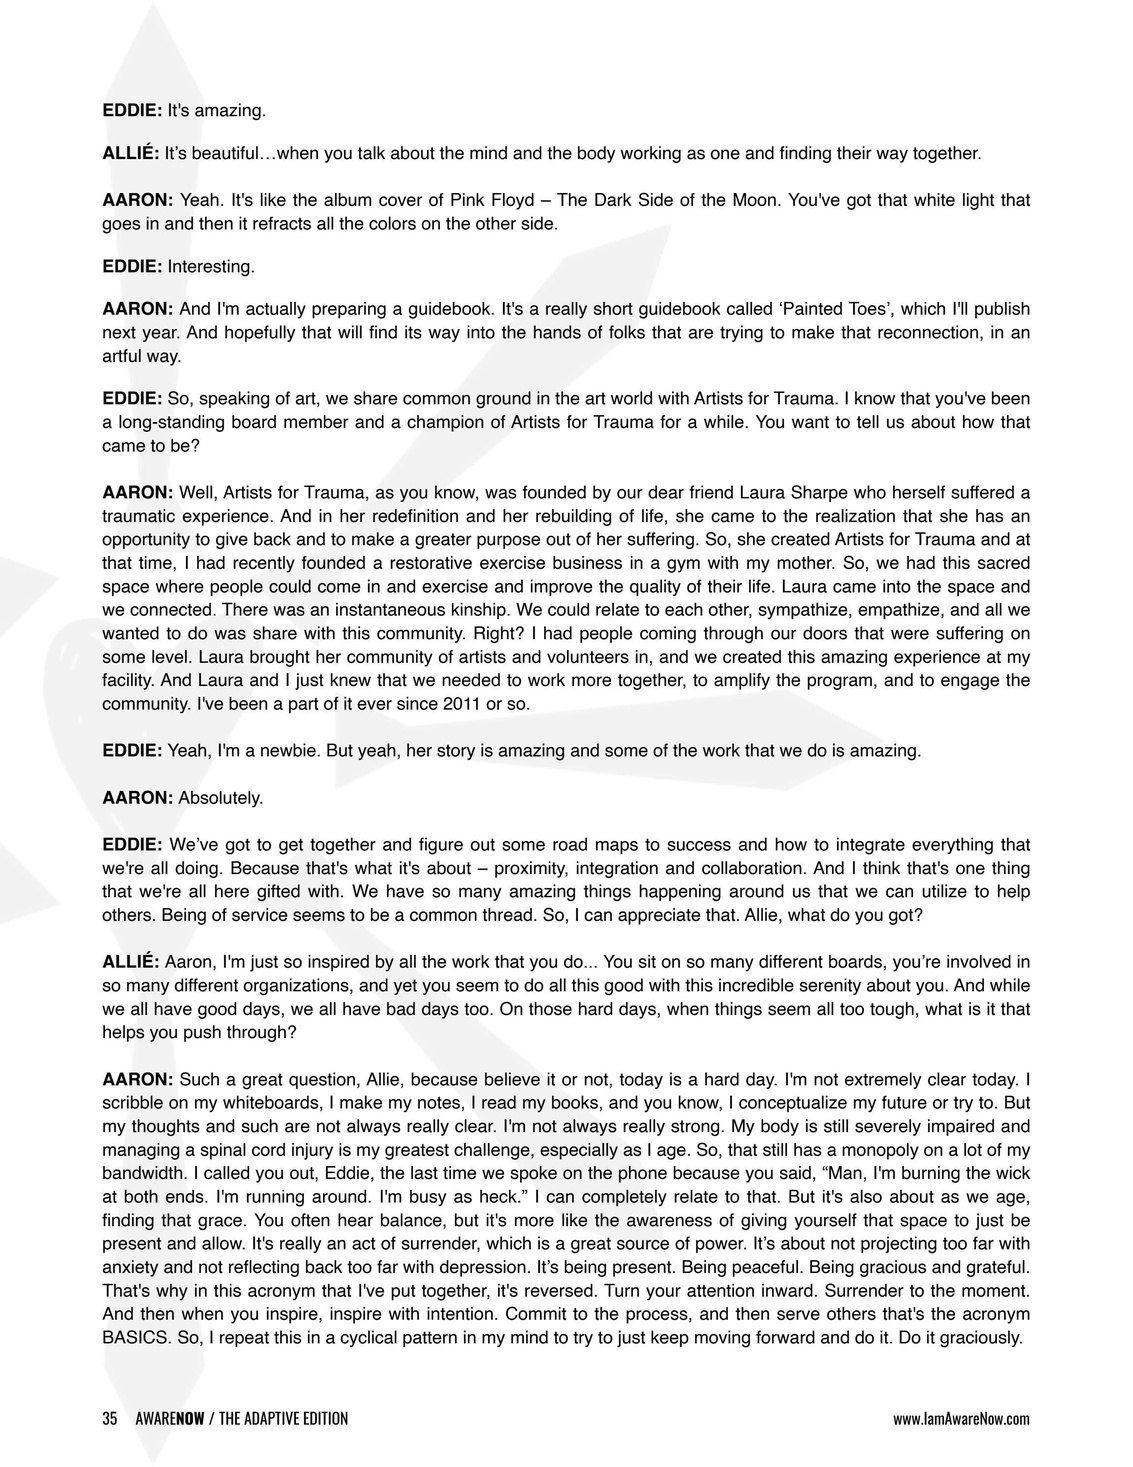 EDDIE: It's amazing.
ALLIÉ: It’s beautiful…when you talk about the mind and the body working as one and finding their way together.
AARON: Yeah. It's like the album cover of Pink Floyd – The Dark Side of the Moon. You've got that white light that
goes in and then it refracts all the colors on the other side.
EDDIE: Interesting.
AARON: And I'm actually preparing a guidebook. It's a really short guidebook called ‘Painted Toes’, which I'll publish
next year. And hopefully that will find its way into the hands of folks that are trying to make that reconnection, in an
artful way.
EDDIE: So, speaking of art, we share common ground in the art world with Artists for Trauma. I know that you've been
a long-standing board member and a champion of Artists for Trauma for a while. You want to tell us about how that
came to be?
AARON: Well, Artists for Trauma, as you know, was founded by our dear friend Laura Sharpe who herself suffered a
traumatic experience. And in her redefinition and her rebuilding of life, she came to the realization that she has an
opportunity to give back and to make a greater purpose out of her suffering. So, she created Artists for Trauma and at
that time, I had recently founded a restorative exercise business in a gym with my mother. So, we had this sacred
space where people could come in and exercise and improve the quality of their life. Laura came into the space and
we connected. There was an instantaneous kinship. We could relate to each other, sympathize, empathize, and all we
wanted to do was share with this community. Right? I had people coming through our doors that were suffering on
some level. Laura brought her community of artists and volunteers in, and we created this amazing experience at my
facility. And Laura and I just knew that we needed to work more together, to amplify the program, and to engage the
community. I've been a part of it ever since 2011 or so.
EDDIE: Yeah, I'm a newbie. But yeah, her story is amazing and some of the work that we do is amazing.
AARON: Absolutely.
EDDIE: We’ve got to get together and figure out some road maps to success and how to integrate everything that
we're all doing. Because that's what it's about – proximity, integration and collaboration. And I think that's one thing
that we're all here gifted with. We have so many amazing things happening around us that we can utilize to help
others. Being of service seems to be a common thread. So, I can appreciate that. Allie, what do you got?
ALLIÉ: Aaron, I'm just so inspired by all the work that you do... You sit on so many different boards, you’re involved in
so many different organizations, and yet you seem to do all this good with this incredible serenity about you. And while
we all have good days, we all have bad days too. On those hard days, when things seem all too tough, what is it that
helps you push through?
AARON: Such a great question, Allie, because believe it or not, today is a hard day. I'm not extremely clear today. I
scribble on my whiteboards, I make my notes, I read my books, and you know, I conceptualize my future or try to. But
my thoughts and such are not always really clear. I'm not always really strong. My body is still severely impaired and
managing a spinal cord injury is my greatest challenge, especially as I age. So, that still has a monopoly on a lot of my
bandwidth. I called you out, Eddie, the last time we spoke on the phone because you said, “Man, I'm burning the wick
at both ends. I'm running around. I'm busy as heck.” I can completely relate to that. But it's also about as we age,
finding that grace. You often hear balance, but it's more like the awareness of giving yourself that space to just be
present and allow. It's really an act of surrender, which is a great source of power. It’s about not projecting too far with
anxiety and not reflecting back too far with depression. It’s being present. Being peaceful. Being gracious and grateful.
That's why in this acronym that I've put together, it's reversed. Turn your attention inward. Surrender to the moment.
And then when you inspire, inspire with intention. Commit to the process, and then serve others that's the acronym
BASICS. So, I repeat this in a cyclical pattern in my mind to try to just keep moving forward and do it. Do it graciously.
35 AWARENOW / THE ADAPTIVE EDITION
www.IamAwareNow.com